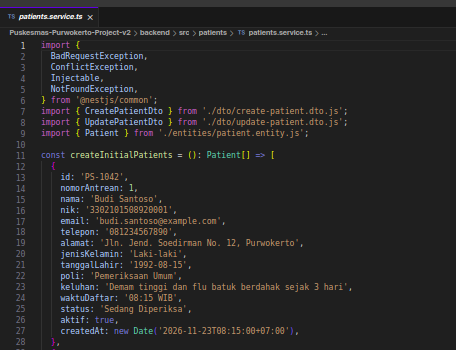 TS patients.service.ts ×
Puskesmas-Purwokerto-Project-v2 > backend > src > patients > TS patients.service.ts > ...
1 import {
2 BadRequestException,
3 ConflictException,
4 Injectable,
5 NotFoundException,
6 } from '@nestjs/common';
7 import { CreatePatientDto } from './dto/create-patient.dto.js';
8 import { UpdatePatientDto } from './dto/update-patient.dto.js';
9 import { Patient } from './entities/patient.entity.js';
10
11 const createInitialPatients = (): Patient[] => [
12 {
13 id: 'PS-1042',
14 nomorAntrean: 1,
15 nama: 'Budi Santoso',
16 nik: '3302101508920001',
17 email: 'budi.santoso@example.com',
18 telepon: '081234567890',
19 alamat: 'Jln. Jend. Soedirman No. 12, Purwokerto',
20 jenisKelamin: 'Laki-laki',
21 tanggalLahir: '1992-08-15',
22 poli: 'Pemeriksaan Umum',
23 keluhan: 'Demam tinggi dan flu batuk berdahak sejak 3 hari',
24 waktuDaftar: '08:15 WIB',
25 status: 'Sedang Diperiksa',
26 aktif: true,
27 createdAt: new Date('2026-11-23T08:15:00+07:00'),
28 },